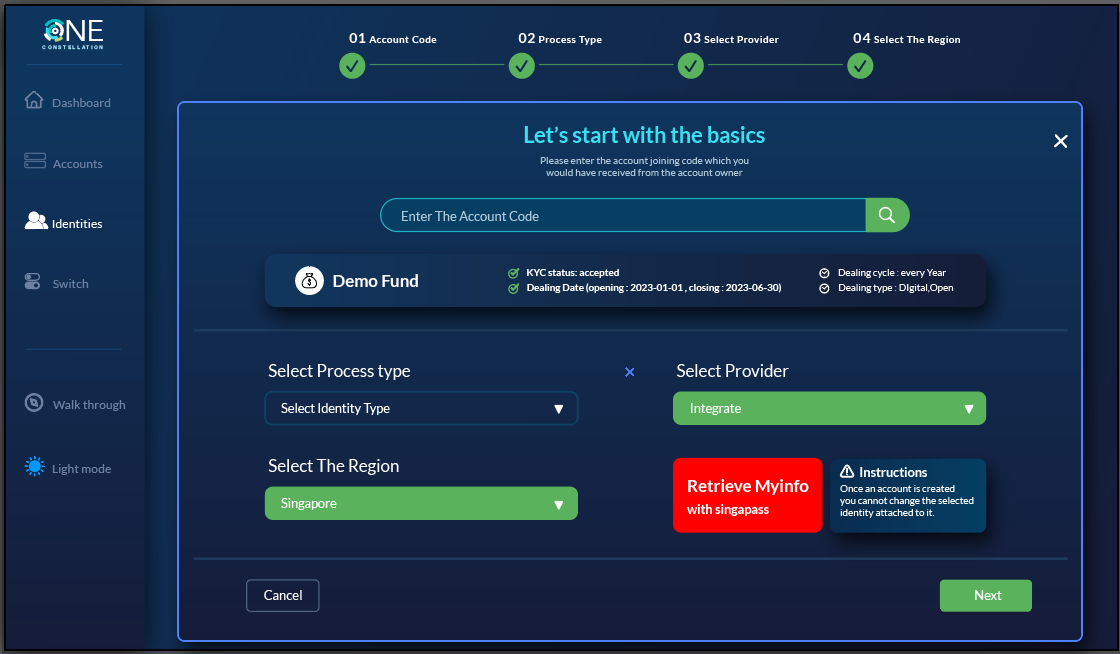 ONE
CONSTELLATION
Dashboard
Accounts
Identities
Switch
Walk through
Light mode
01 Account Code
02 Process Type
03 Select Provider
04 Select The Region
Let's start with the basics
Please enter the account joining code which you
would have received from the account owner
Enter The Account Code
Demo Fund
KYC status: accepted
Dealing Date (opening : 2023-01-01 , closing : 2023-06-30)
Dealing cycle : every Year
Dealing type : DIgital,Open
Select Process type
Select Identity Type
Select Provider
Integrate
Select The Region
Singapore
Retrieve Myinfo
with singapass
Instructions
Once an account is created
you cannot change the selected
identity attached to it.
Cancel
Next